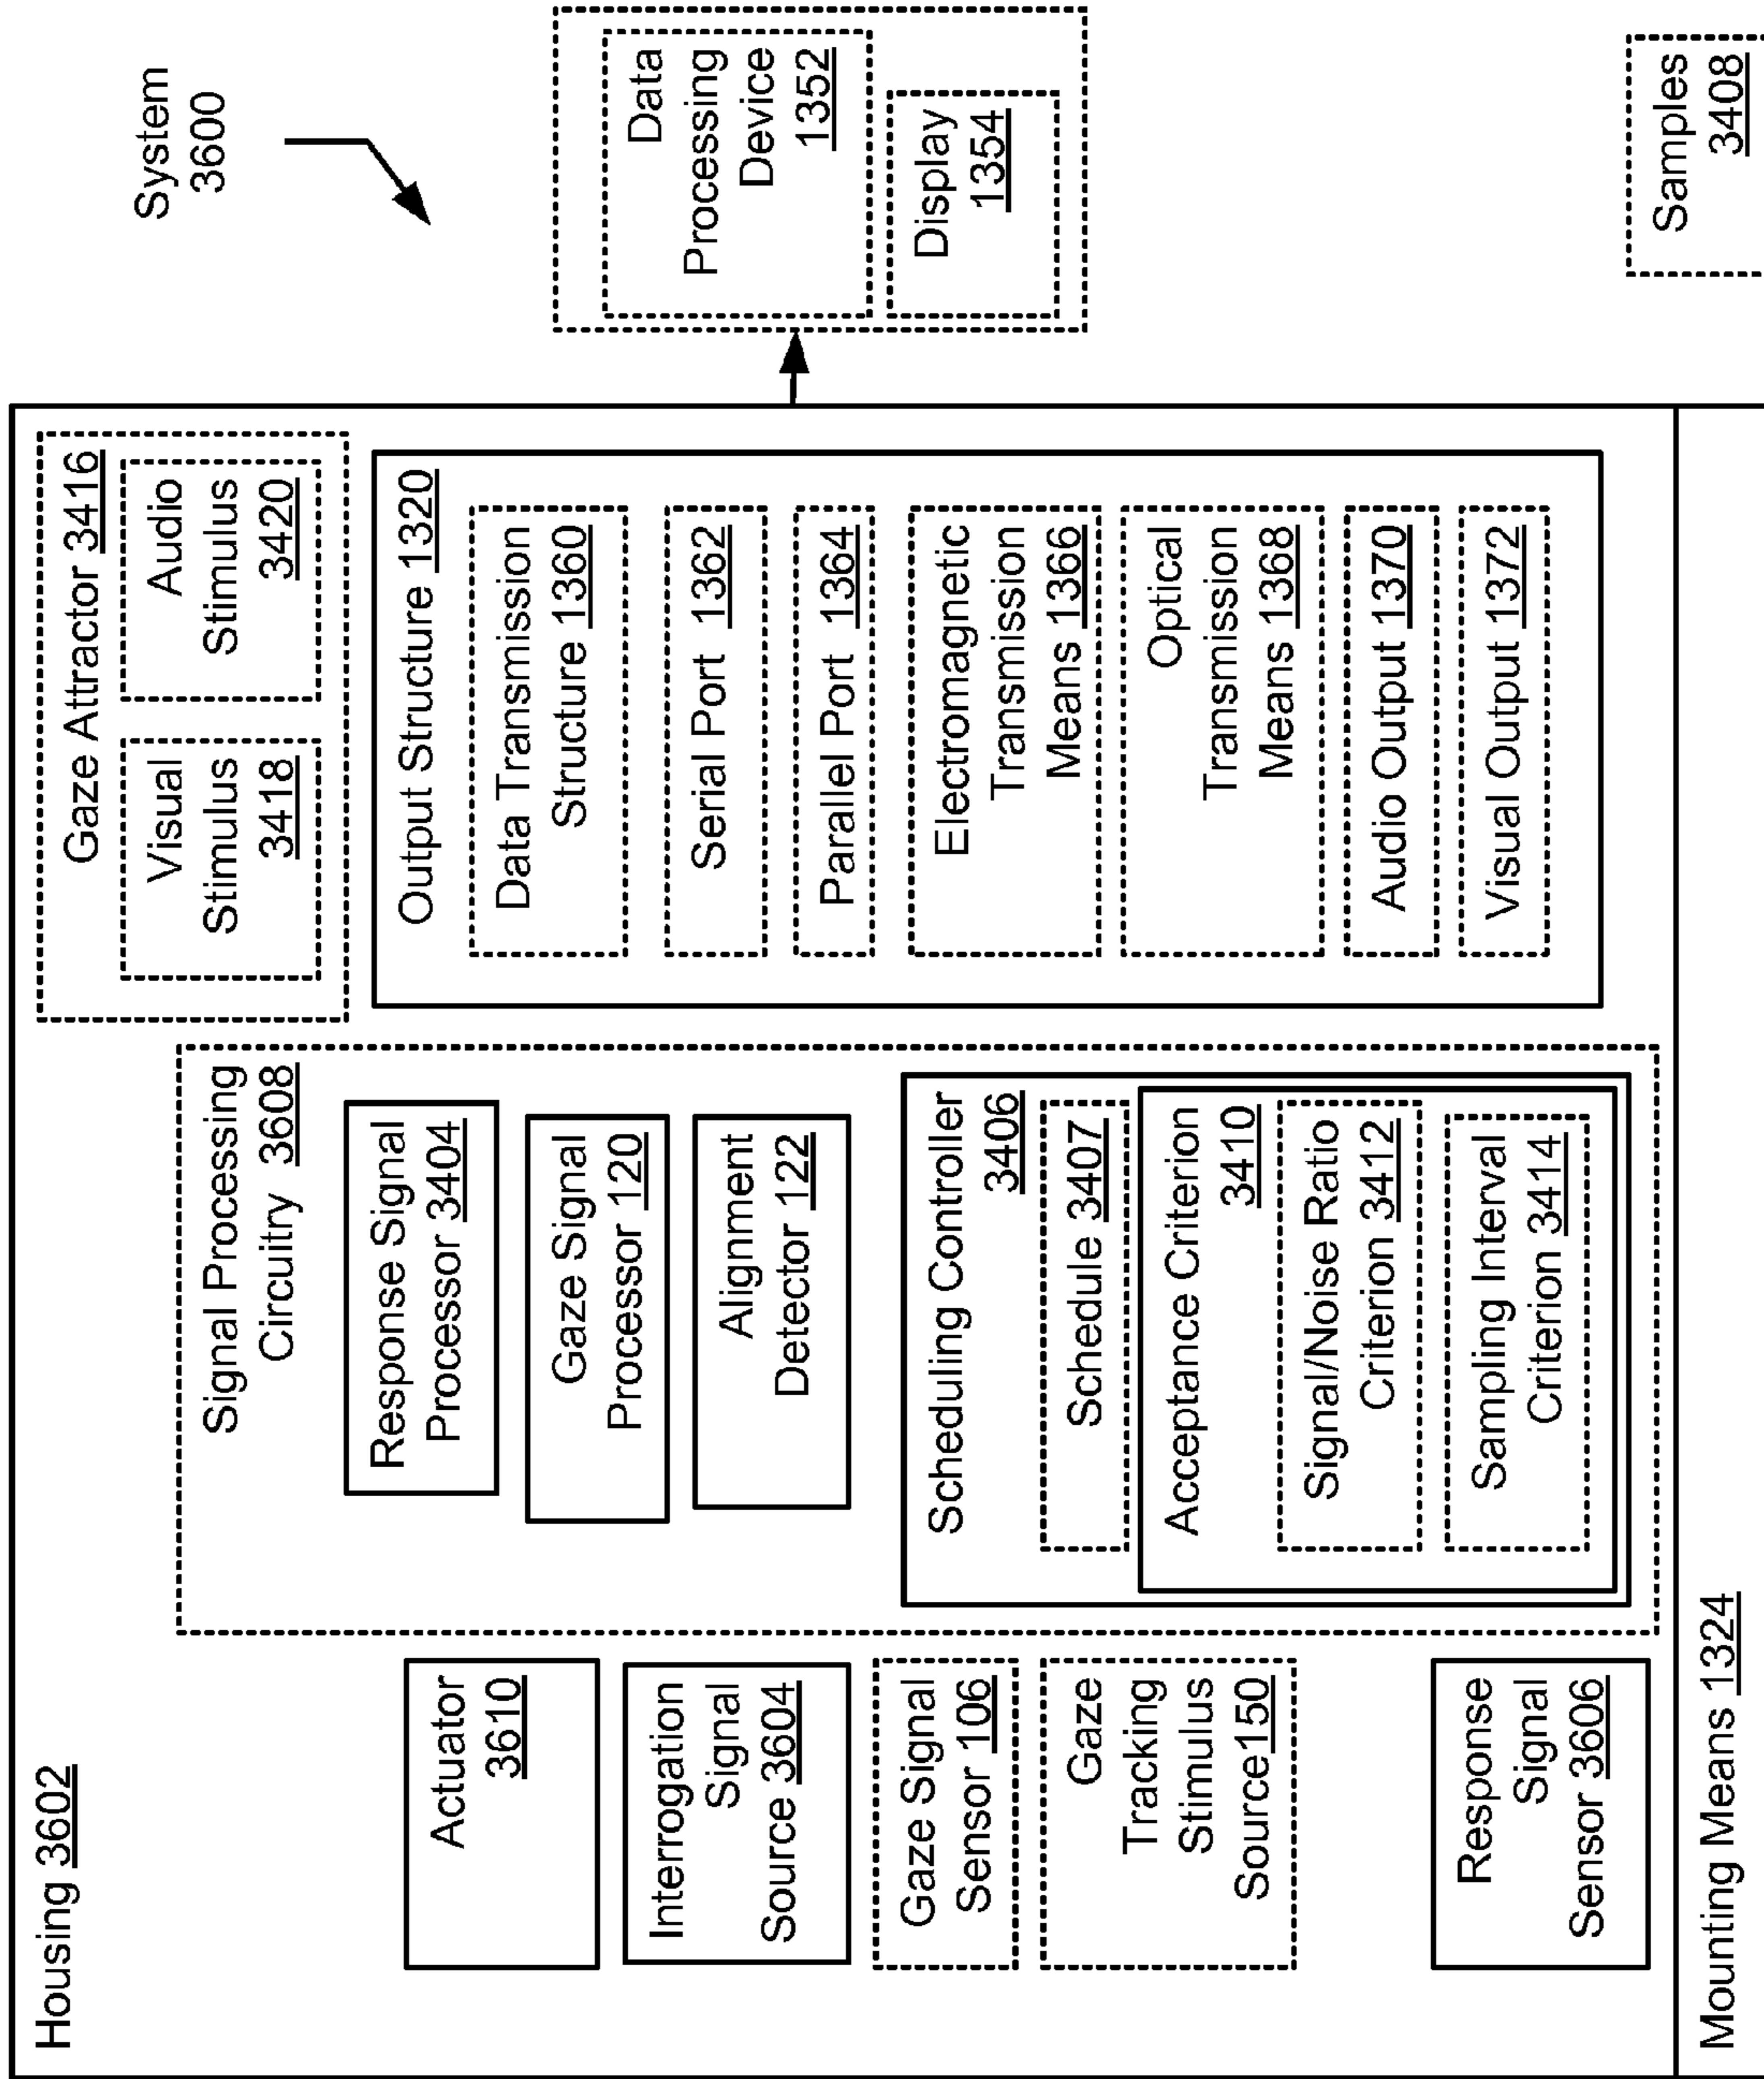 System
3600
Housing 3602
Actuator
3610
Interrogation
Signal
Source 3604
Gaze Signal
Sensor 106
Gaze
Tracking
Stimulus
Source150
Response
Signal
Sensor 3606
Signal Processing
Circuitry 3608
Response Signal
Processor 3404
Gaze Signal
Processor 120
Alignment
Detector 122
Scheduling Controller
3406
Schedule 3407
Acceptance Criterion
3410
Signal/Noise Ratio
Criterion 3412
Sampling Interval
Criterion 3414
Gaze Attractor 3416
Visual
Stimulus
3418
Audio
Stimulus
3420
Output Structure 1320
Data Transmission
Structure 1360
Serial Port 1362
Parallel Port 1364
Electromagnetic
Transmission
Means 1366
Optical
Transmission
Means 1368
Audio Output 1370
Visual Output 1372
Data
Processing
Device
1352
Display
1354
Mounting Means 1324
Samples
3408